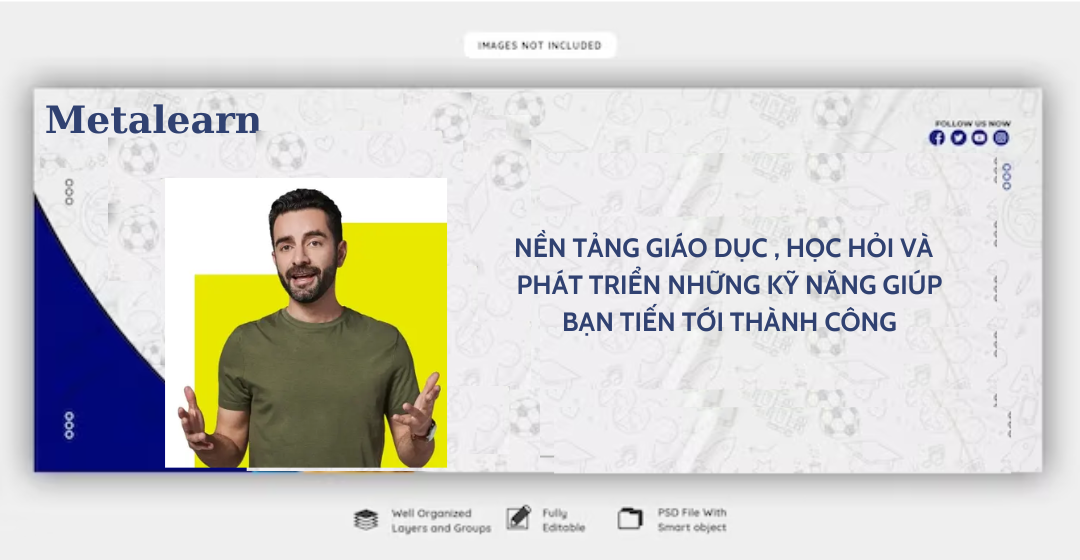 IMAGES NOT INCLUDED
Metalearn
FOLLOW US NOW
NỀN TẢNG GIÁO DỤC , HỌC HỎI VÀ
PHÁT TRIỂN NHỮNG KỸ NĂNG GIÚP
BẠN TIẾN TỚI THÀNH CÔNG
Well Organized
Layers and Groups
Fully
Editable
PSD File With
Smart object